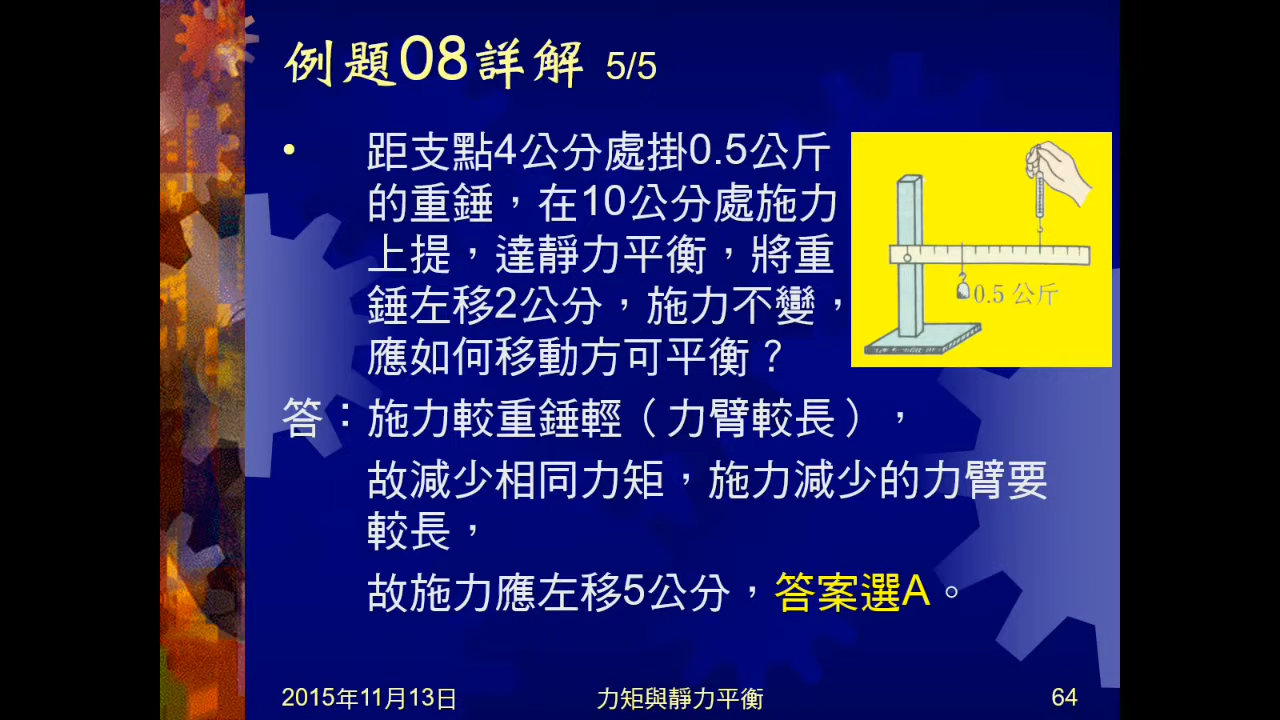 例題08詳解 5/5
• 距支點4公分處掛0.5公斤
的重錘，在10公分處施力
上提，達靜力平衡，將重
錘左移2公分，施力不變，
應如何移動方可平衡？
0.5 公斤
答：施力較重錘輕（力臂較長），
故減少相同力矩，施力減少的力臂要
較長，
故施力應左移5公分，答案選A。
2015年11月13日
力矩與靜力平衡
64